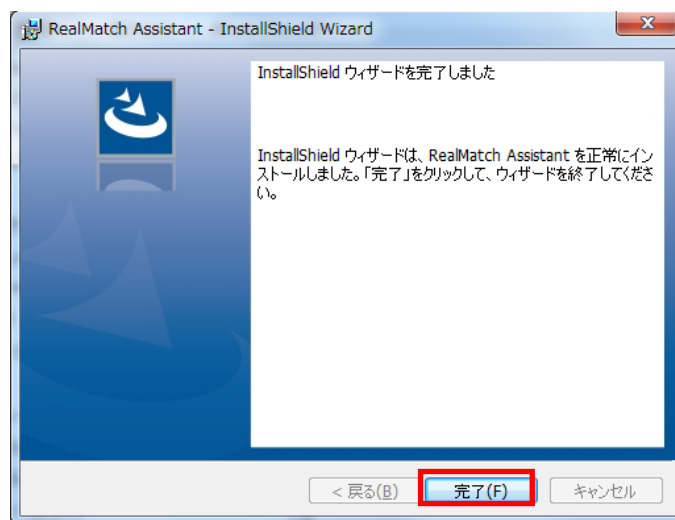 RealMatch Assistant - InstallShield Wizard
InstallShield ウィザードを完了しました
InstallShield ウィザードは、RealMatch Assistant を正常にイン
ストールしました。「完了」をクリックして、ウィザードを終了してくださ
い。
< 戻る(B) 完了(F) キャンセル